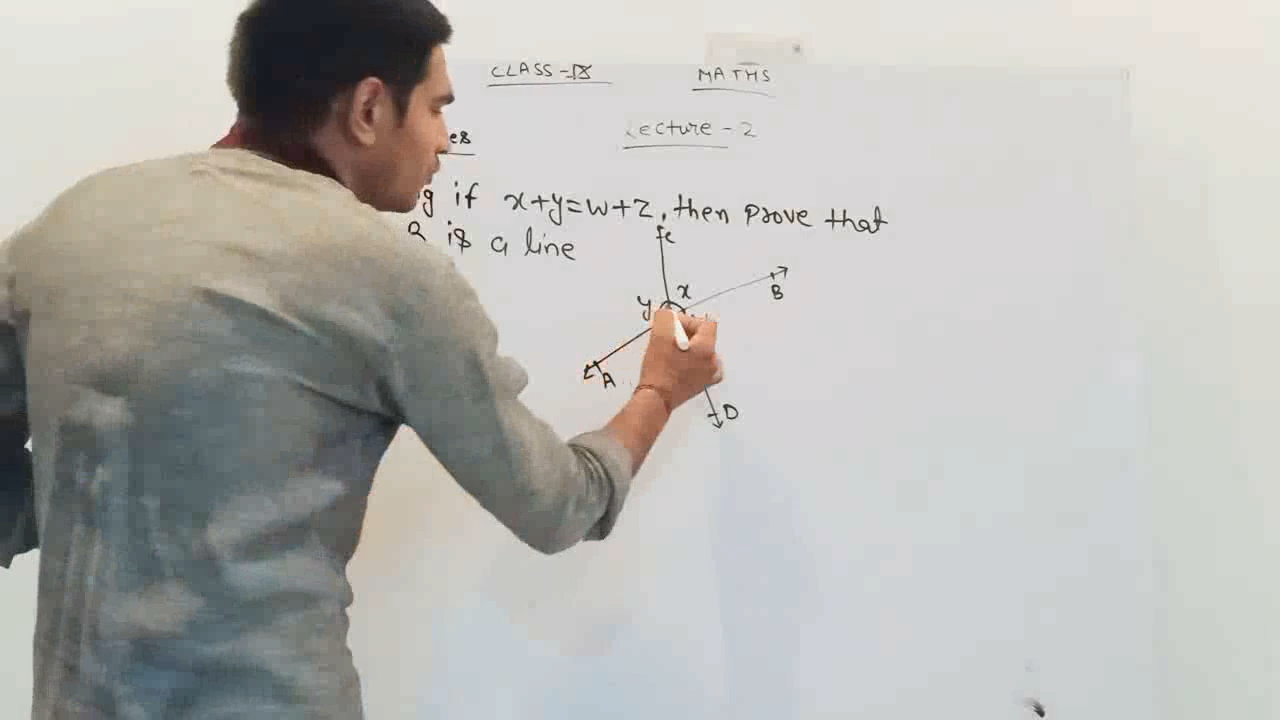 CLASS-IX
MATHS
Lecture - 2
if x+y=w+z, then prove that
is a line
C
x
y
B
A
D